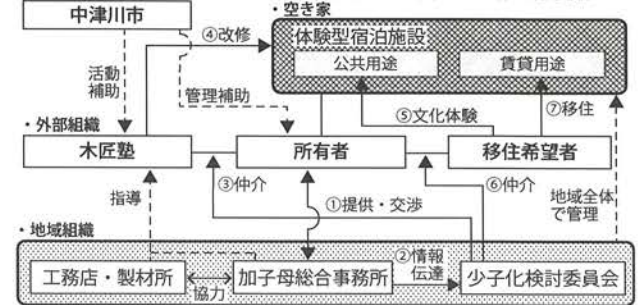 中津川市
・空き家
体験型宿泊施設
公共用途
賃貸用途
④改修
活動
補助
管理補助
⑤文化体験
⑦移住
・外部組織
木匠塾
所有者
移住希望者
③仲介
⑥仲介
指導
①提供・交渉
地域全体
で管理
・地域組織
②情報
伝達
工務店・製材所
協力
加子母総合事務所
少子化検討委員会